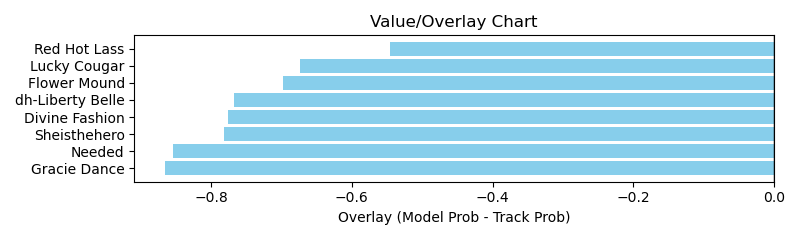 Value/Overlay Chart
Red Hot Lass
Lucky Cougar
Flower Mound
dh-Liberty Belle
Divine Fashion
Sheisthehero
Needed
Gracie Dance
−0.8 −0.6 −0.4 −0.2 0.0
Overlay (Model Prob - Track Prob)